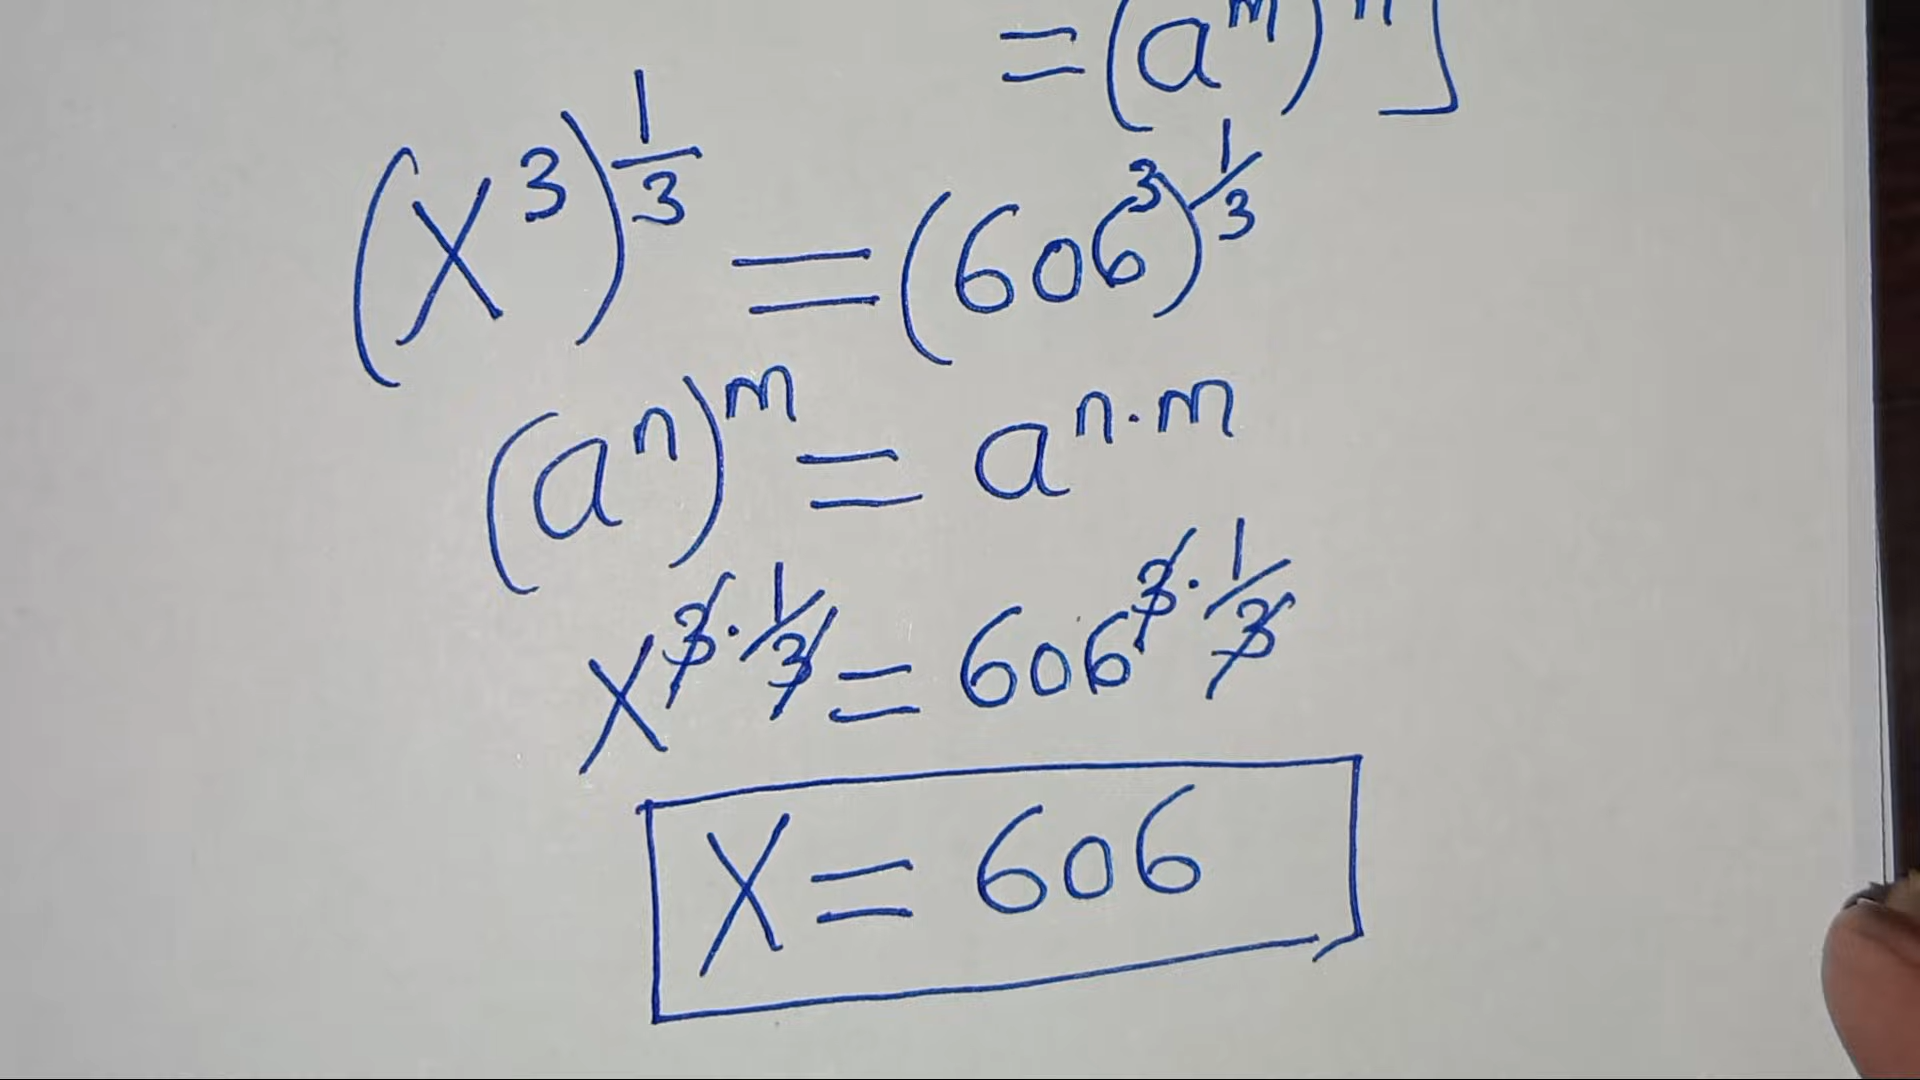 =(a^m)^n]
(x^3)^1/3 = (606^3)^1/3
(a^n)^m = a^n·m
x^3·1/3 = 606^3·1/3
x = 606